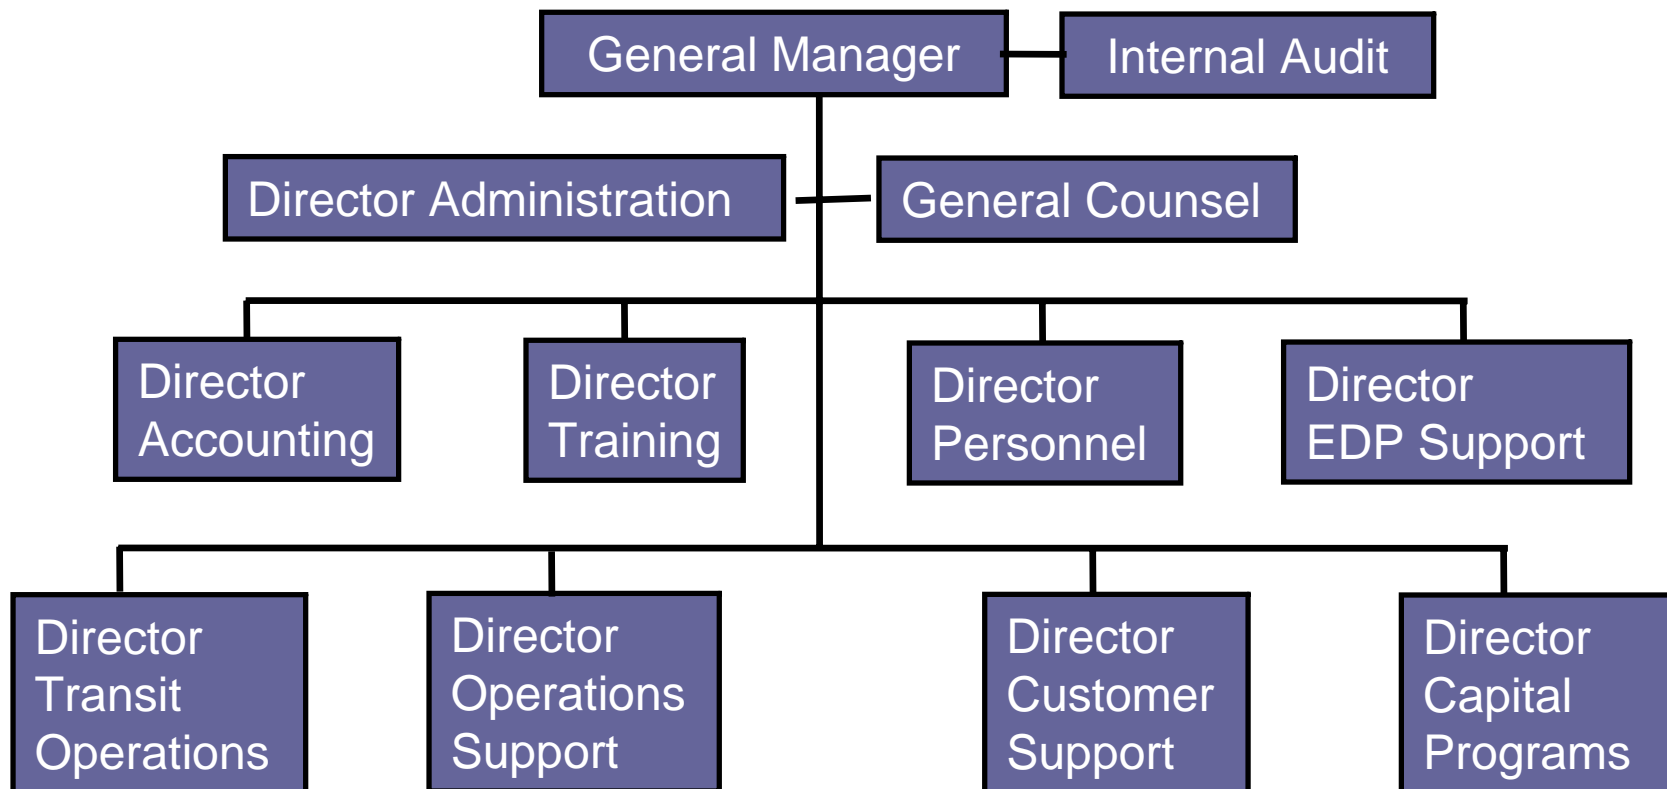 General Manager
Internal Audit
Director Administration
General Counsel
Director
Accounting
Director
Training
Director
Personnel
Director
EDP Support
Director
Transit
Operations
Director
Operations
Support
Director
Customer
Support
Director
Capital
Programs